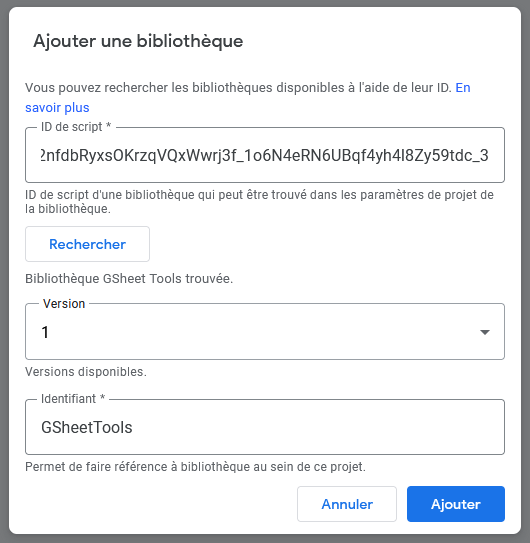 Ajouter une bibliothèque
Vous pouvez rechercher les bibliothèques disponibles à l'aide de leur ID. En
savoir plus
ID de script *
2nfdbRyxsOKrzqVQxWwrj3f_1o6N4eRN6UBqf4yh4l8Zy59tdc_3
ID de script d'une bibliothèque qui peut être trouvé dans les paramètres de projet de
la bibliothèque.
Rechercher
Bibliothèque GSheet Tools trouvée.
Version
1
Versions disponibles.
Identifiant *
GSheetTools
Permet de faire référence à bibliothèque au sein de ce projet.
Annuler
Ajouter